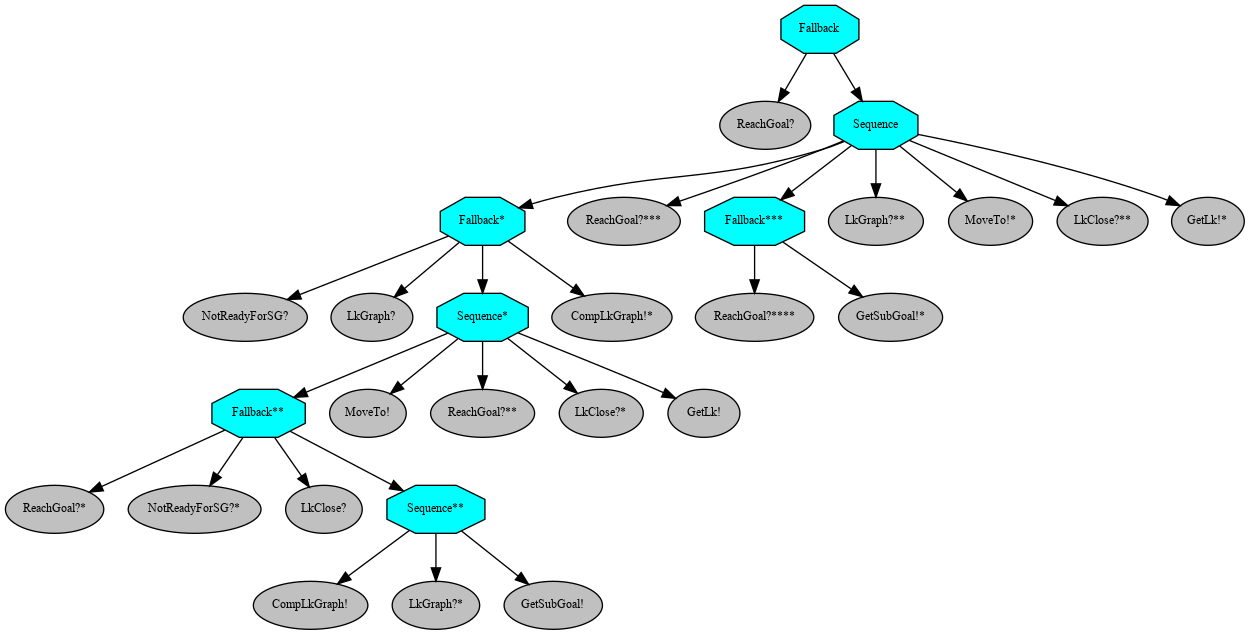 Fallback
ReachGoal?
Sequence
Fallback*
ReachGoal?***
Fallback***
LkGraph?**
MoveTo!*
LkClose?**
GetLk!*
NotReadyForSG?
LkGraph?
Sequence*
CompLkGraph!*
ReachGoal?****
GetSubGoal!*
Fallback**
MoveTo!
ReachGoal?**
LkClose?*
GetLk!
ReachGoal?*
NotReadyForSG?*
LkClose?
Sequence**
CompLkGraph!
LkGraph?*
GetSubGoal!